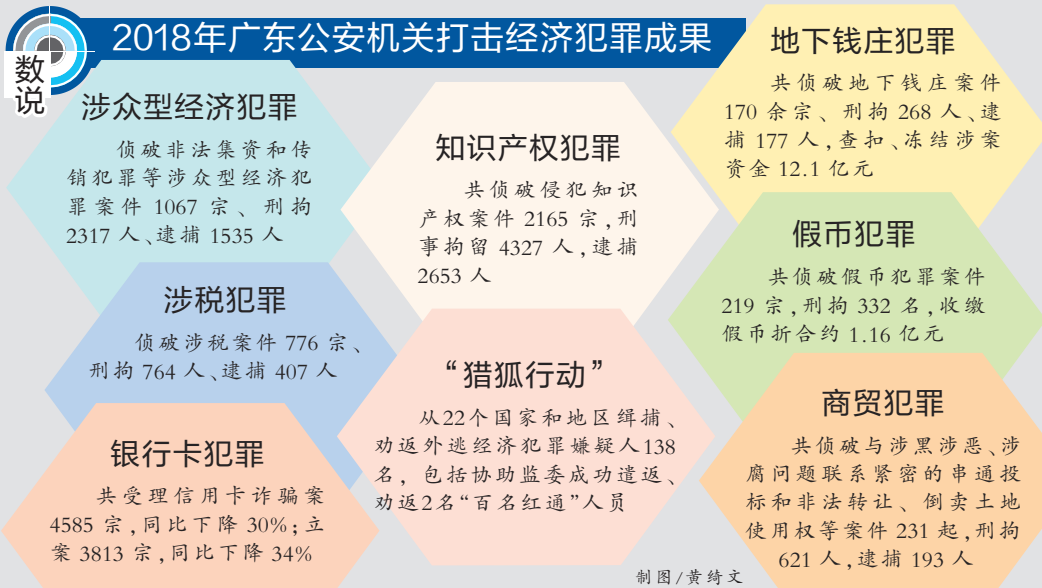 数说
2018年广东公安机关打击经济犯罪成果
涉众型经济犯罪
侦破非法集资和传
销犯罪等涉众型经济犯
罪案件 1067 宗、刑拘
2317 人、逮捕 1535 人
涉税犯罪
侦破涉税案件 776 宗、
刑拘 764 人、逮捕 407 人
银行卡犯罪
共受理信用卡诈骗案
4585 宗,同比下降 30%;立
案 3813 宗,同比下降 34%
知识产权犯罪
共侦破侵犯知识
产权案件 2165 宗,刑
事拘留 4327 人,逮捕
2653 人
“猎狐行动”
从22个国家和地区缉捕、
劝返外逃经济犯罪嫌疑人138
名，包括协助监委成功遣返、
劝返2名“百名红通”人员
地下钱庄犯罪
共侦破地下钱庄案件
170 余宗、刑拘 268 人、逮
捕 177 人,查扣、冻结涉案
资金 12.1 亿元
假币犯罪
共侦破假币犯罪案件
219 宗,刑拘 332 名,收缴
假币折合约 1.16 亿元
商贸犯罪
共侦破与涉黑涉恶、涉
腐问题联系紧密的串通投
标和非法转让、倒卖土地
使用权等案件 231 起,刑拘
621 人,逮捕 193 人
制图/黄绮文